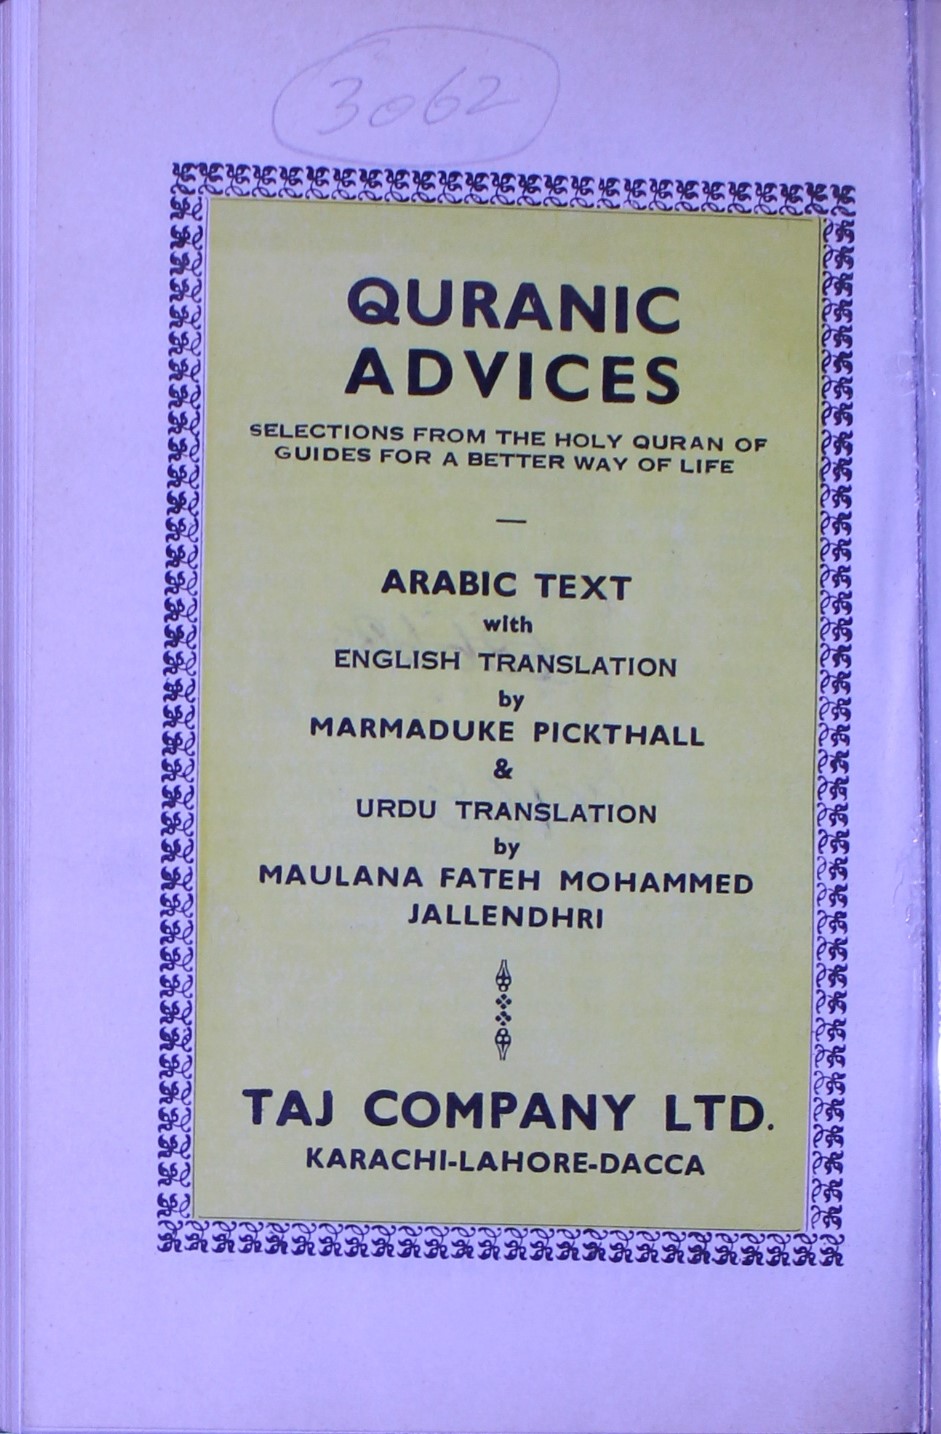 3062
QURANIC
ADVICES
SELECTIONS FROM THE HOLY QURAN OF
GUIDES FOR A BETTER WAY OF LIFE
—
ARABIC TEXT
with
ENGLISH TRANSLATION
by
MARMADUKE PICKTHALL
&
URDU TRANSLATION
by
MAULANA FATEH MOHAMMED
JALLENDHRI
TAJ COMPANY LTD.
KARACHI-LAHORE-DACCA